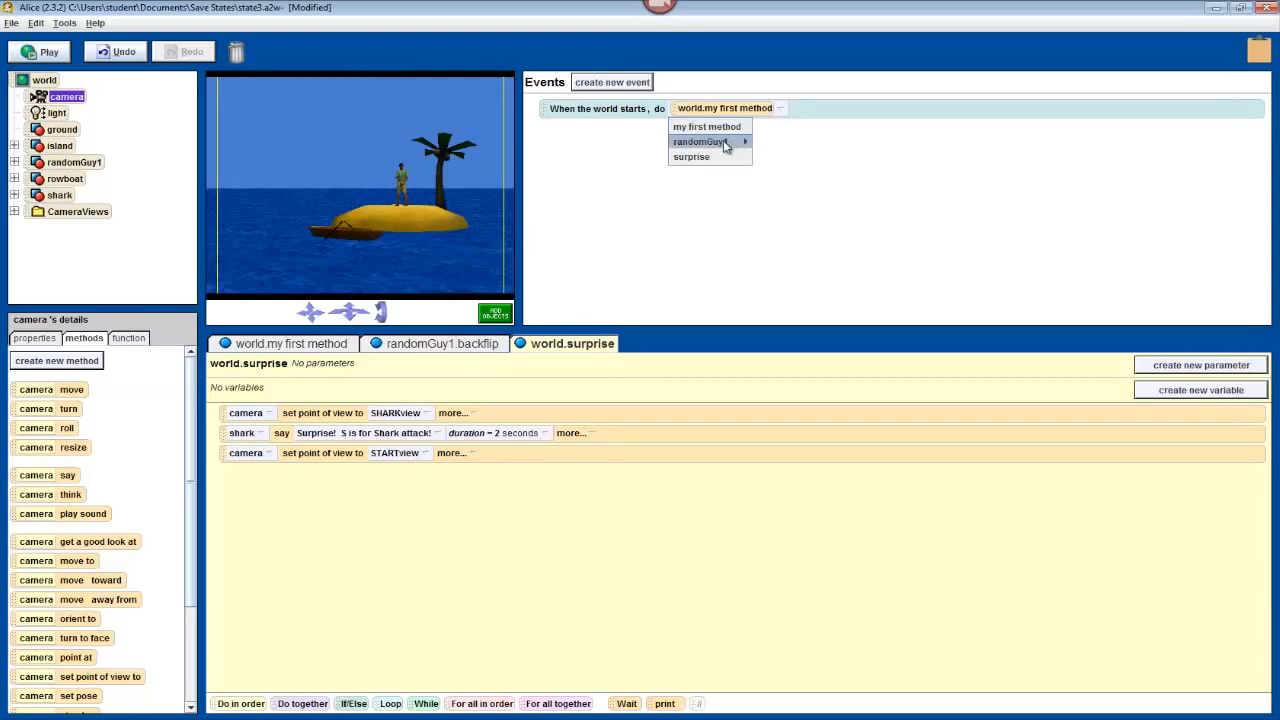 Alice (2.3.2) C:\Users\student\Documents\Save States\state3.a2w- [Modified]
File Edit Tools Help
Play Undo Redo
world
camera
light
ground
island
randomGuy1
rowboat
shark
CameraViews
ADD OBJECTS
Events create new event
When the world starts, do world.my first method
my first method
randomGuy1
surprise
camera 's details
properties methods function
create new method
camera move
camera turn
camera roll
camera resize
camera say
camera think
camera play sound
camera get a good look at
camera move to
camera move toward
camera move away from
camera orient to
camera turn to face
camera point at
camera set point of view to
camera set pose
world.my first method randomGuy1.backflip world.surprise
world.surprise No parameters create new parameter
No variables create new variable
camera set point of view to SHARKview more...
shark say Surprise! S is for Shark attack! duration = 2 seconds more...
camera set point of view to STARTview more...
Do in order Do together If/Else Loop While For all in order For all together Wait print //